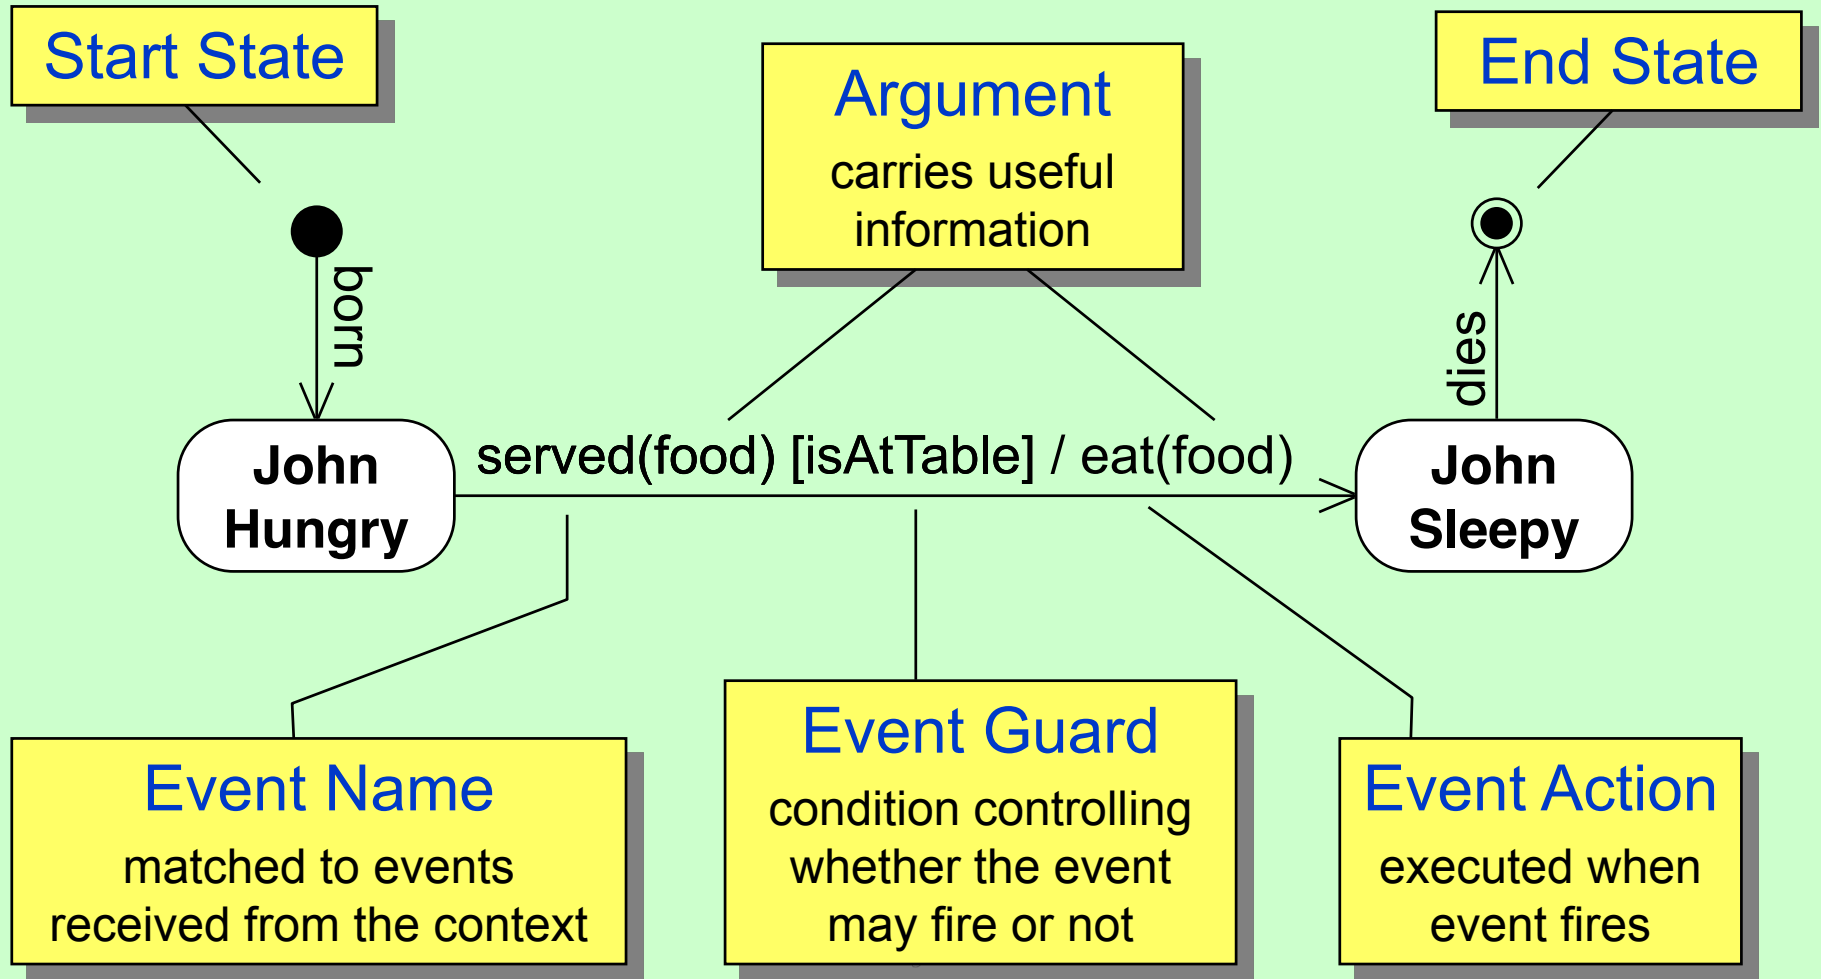 Start State
Argument
carries useful
information
End State
born
dies
John
Hungry
served(food) [isAtTable] / eat(food)
John
Sleepy
Event Name
matched to events
received from the context
Event Guard
condition controlling
whether the event
may fire or not
Event Action
executed when
event fires